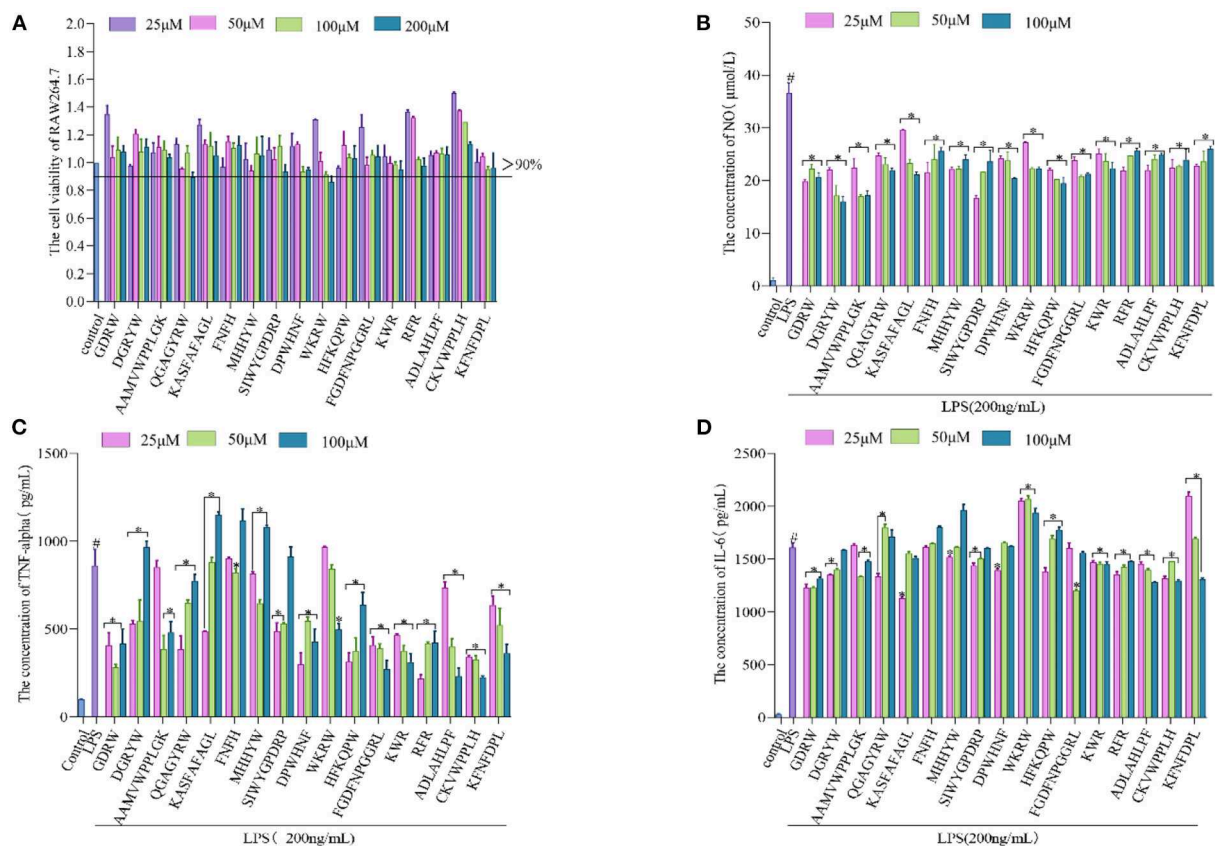 A
25μM 50μM 100μM 200μM
The cell viability of RAW264.7
2.0
1.8
1.6
1.4
1.2
1.0
0.8
0.6
0.4
0.2
0.0
>90%
control
GDRW
DGRYW
AAMVWPPLGK
QGAGYRW
KASFAFAGL
FNFH
MHHYW
SIWYGPDRP
DPWHNF
WKRW
HFKQPW
FGDFNPGGRL
KWR
RFR
ADLAHLPF
CKVWPPLH
KFNFDPL
B
25μM 50μM 100μM
The concentration of NO( μmol/L)
50
40
30
20
10
0
#
* * * * * * * * * * * * * * * * *
control
LPS
GDRW
DGRYW
AAMVWPPLGK
QGAGYRW
KASFAFAGL
FNFH
MHHYW
SIWYGPDRP
DPWHNF
WKRW
HFKQPW
FGDFNPGGRL
KWR
RFR
ADLAHLPF
CKVWPPLH
KFNFDPL
LPS(200ng/mL)
C
25μM 50μM 100μM
The concentration of TNF-alpha( pg/mL)
1500
1000
500
0
#
* * * * * * * * * * * * * * * * *
Control
LPS
GDRW
DGRYW
AAMVWPPLGK
QGAGYRW
KASFAFAGL
FNFH
MHHYW
SIWYGPDRP
DPWHNF
WKRW
HFKQPW
FGDFNPGGRL
KWR
RFR
ADLAHLPF
CKVWPPLH
KFNFDPL
LPS( 200ng/mL)
D
25μM 50μM 100μM
The concentration of IL-6( pg/mL)
2500
2000
1500
1000
500
0
#
* * * * * * * * * * * * * * * *
control
LPS
GDRW
DGRYW
AAMVWPPLGK
QGAGYRW
KASFAGL
FNFH
MHHYW
SIWYGPDRP
DPWHNF
WKRW
HFKQPW
FGDFNPGGRL
KWR
RFR
ADLAHLPF
CKVWPPLH
KFNFDPL
LPS(200ng/mL)